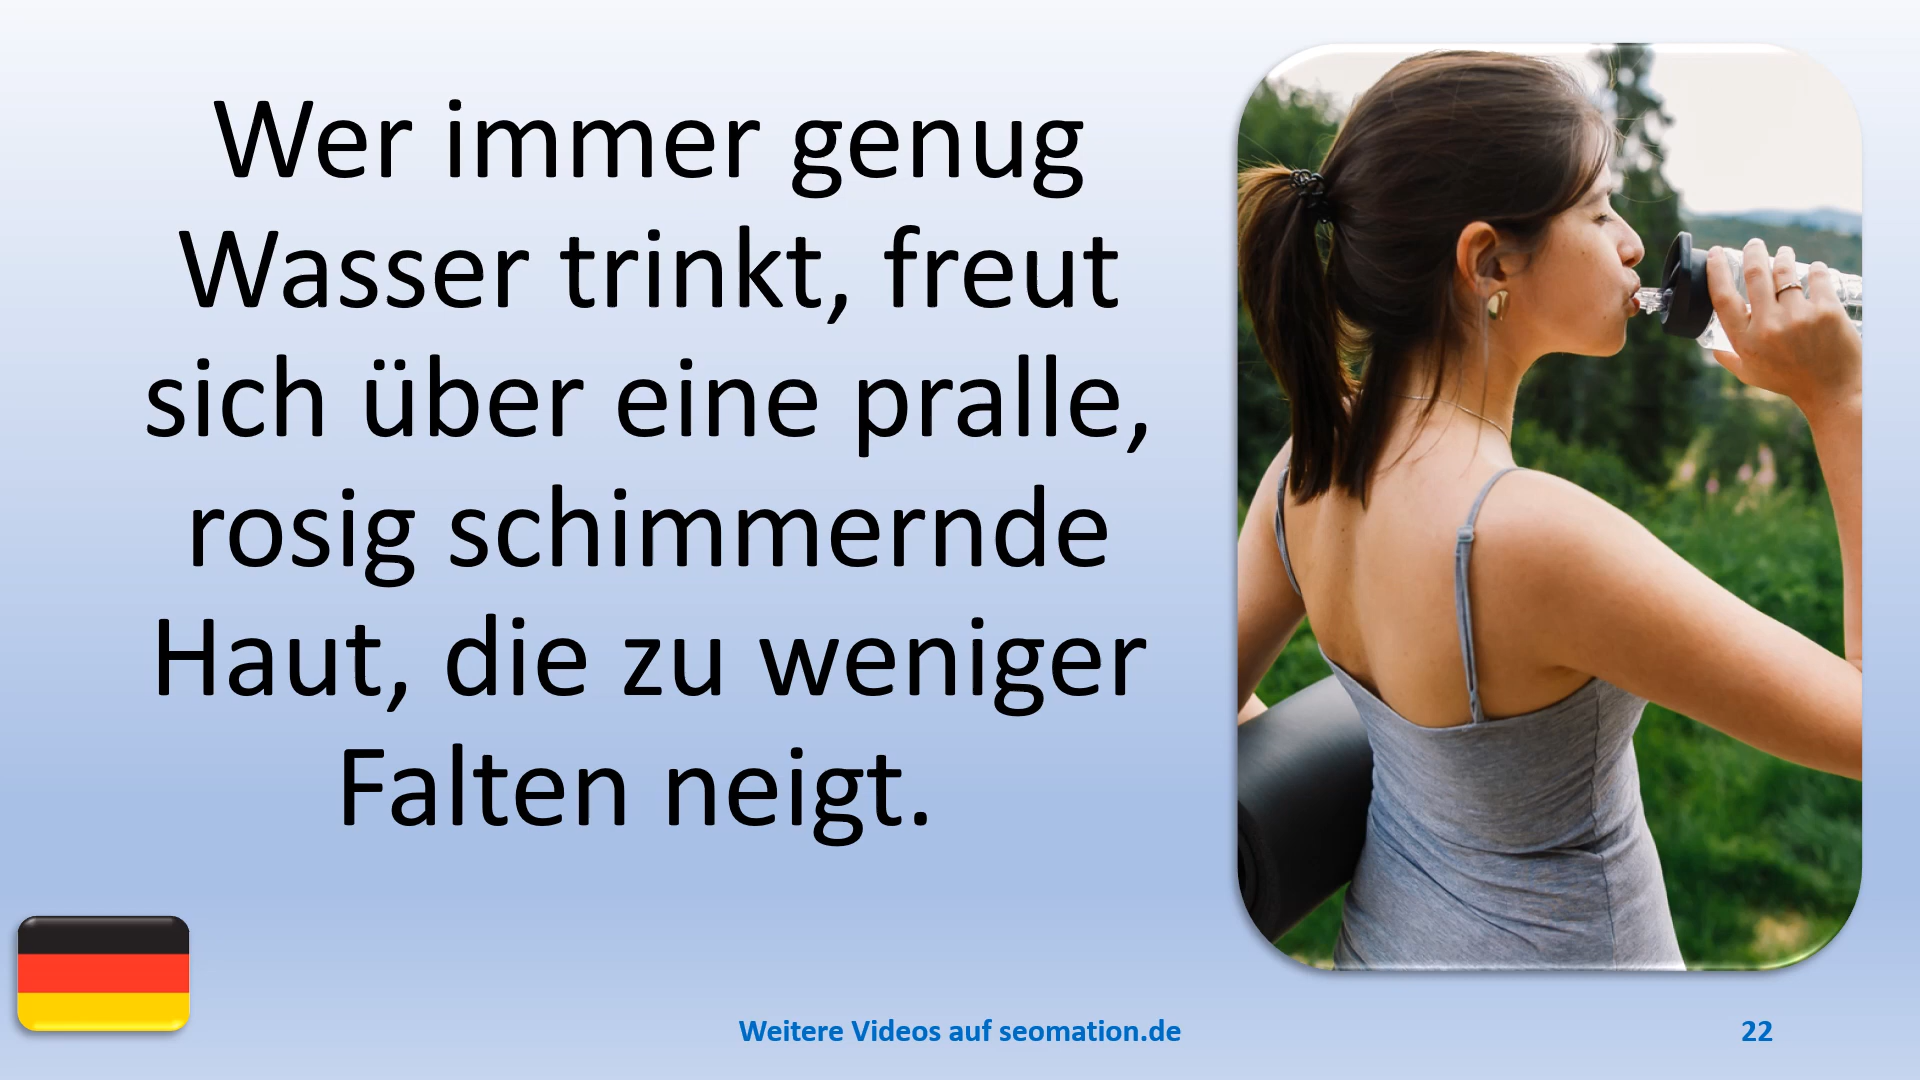 Wer immer genug
Wasser trinkt, freut
sich über eine pralle,
rosig schimmernde
Haut, die zu weniger
Falten neigt.
Weitere Videos auf seomation.de
22